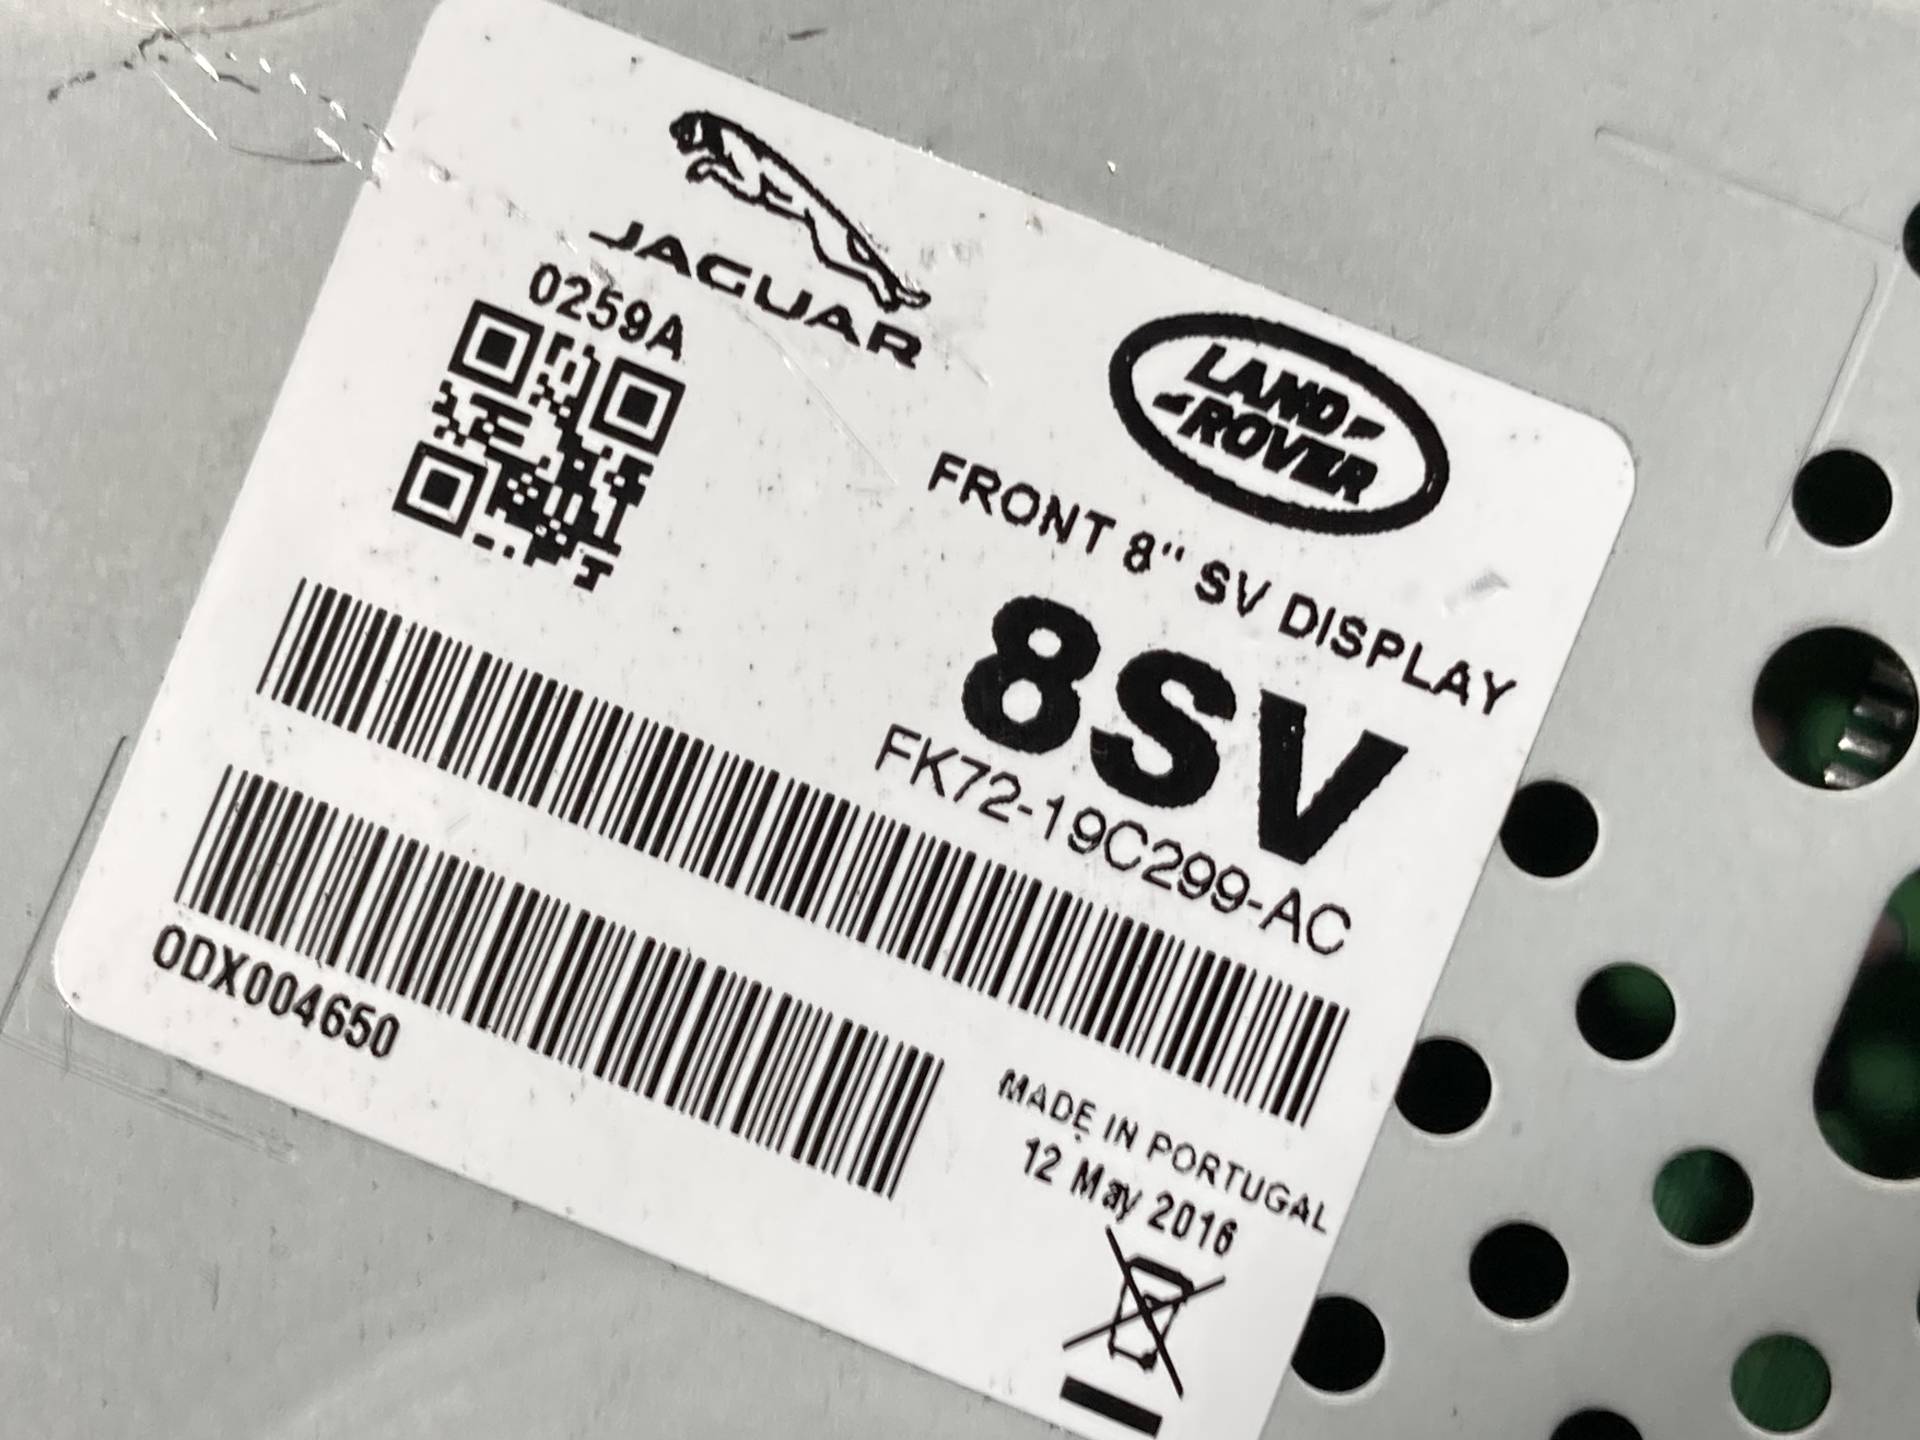 JAGUAR
0259A
LAND
ROVER
FRONT 8" SV DISPLAY
8SV
FK72-19C299-AC
0DX004650
MADE IN PORTUGAL
12 May 2016